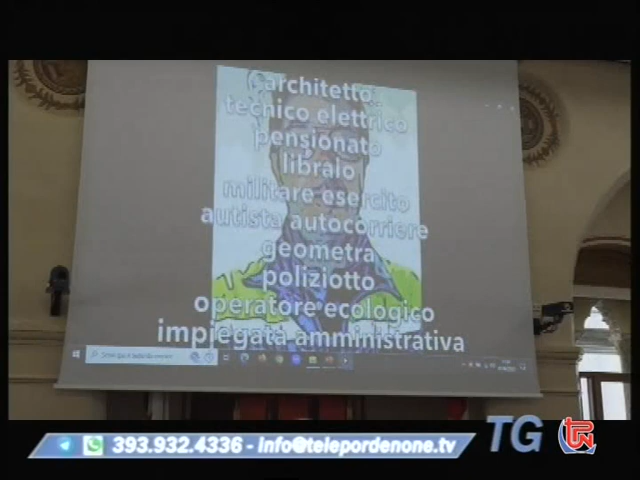 architetto..
tecnico elettrico
pensionato
libraio
militare esercito
autista autocorriere
geometra
poliziotto
operatore ecologico
impiegata amministrativa
393.932.4336 - info@telepordenone.tv
TG
TPN